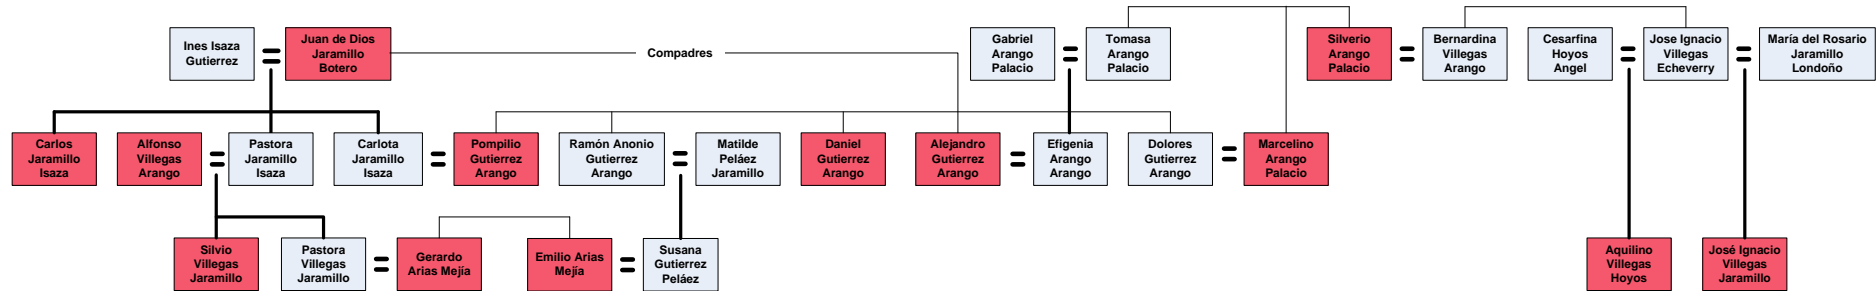 Ines Isaza
Gutierrez
Juan de Dios
Jaramillo
Botero
Compadres
Gabriel
Arango
Palacio
Tomasa
Arango
Palacio
Silverio
Arango
Palacio
Bernardina
Villegas
Arango
Cesarfina
Hoyos
Angel
Jose Ignacio
Villegas
Echeverry
María del Rosario
Jaramillo
Londoño
Carlos
Jaramillo
Isaza
Alfonso
Villegas
Arango
Pastora
Jaramillo
Isaza
Carlota
Jaramillo
Isaza
Pompilio
Gutierrez
Arango
Ramón Anonio
Gutierrez
Arango
Matilde
Peláez
Jaramillo
Daniel
Gutierrez
Arango
Alejandro
Gutierrez
Arango
Efigenia
Arango
Arango
Dolores
Gutierrez
Arango
Marcelino
Arango
Palacio
Silvio
Villegas
Jaramillo
Pastora
Villegas
Jaramillo
Gerardo
Arias Mejía
Emilio Arias
Mejía
Susana
Gutierrez
Peláez
Aquilino
Villegas
Hoyos
José Ignacio
Villegas
Jaramillo